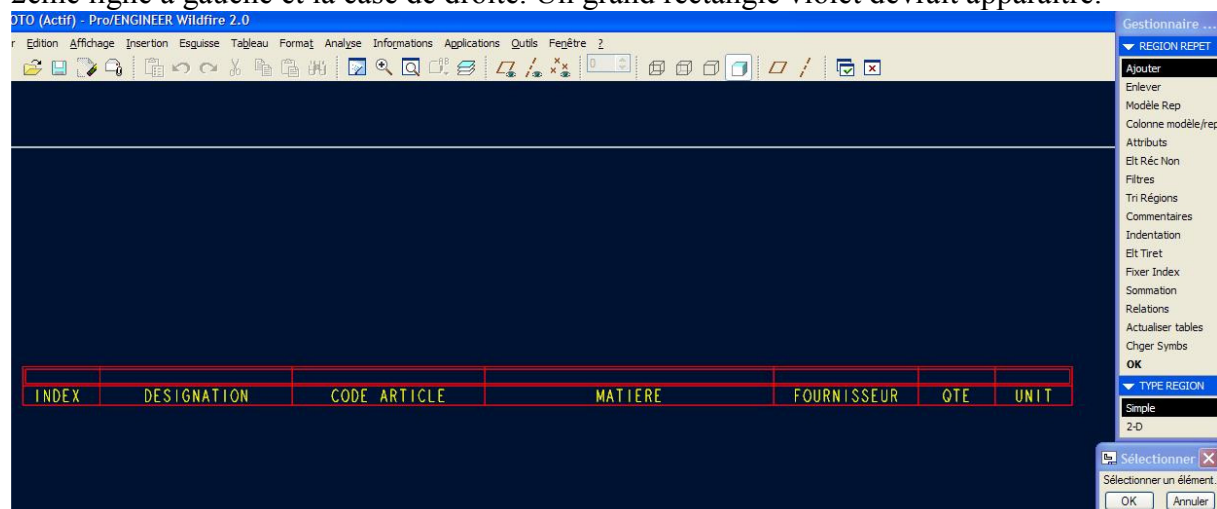 2ème ligne à gauche et la case de droite. Un grand rectangle violet devrait apparaître.
OTO (Actif) - Pro/ENGINEER Wildfire 2.0
r Edition Affichage Insertion Esquisse Tableau Format Analyse Informations Applications Outils Fenêtre ?
0
Gestionnaire ...
REGION REPET
Ajouter
Enlever
Modèle Rep
Colonne modèle/rep
Attributs
Elt Réc Non
Filtres
Tri Régions
Commentaires
Indentation
Elt Tiret
Fixer Index
Sommation
Relations
Actualiser tables
Chger Symbs
OK
TYPE REGION
Simple
2-D
INDEX DESIGNATION CODE ARTICLE MATIERE FOURNISSEUR QTE UNIT
Sélectionner
Sélectionner un élément.
OK Annuler